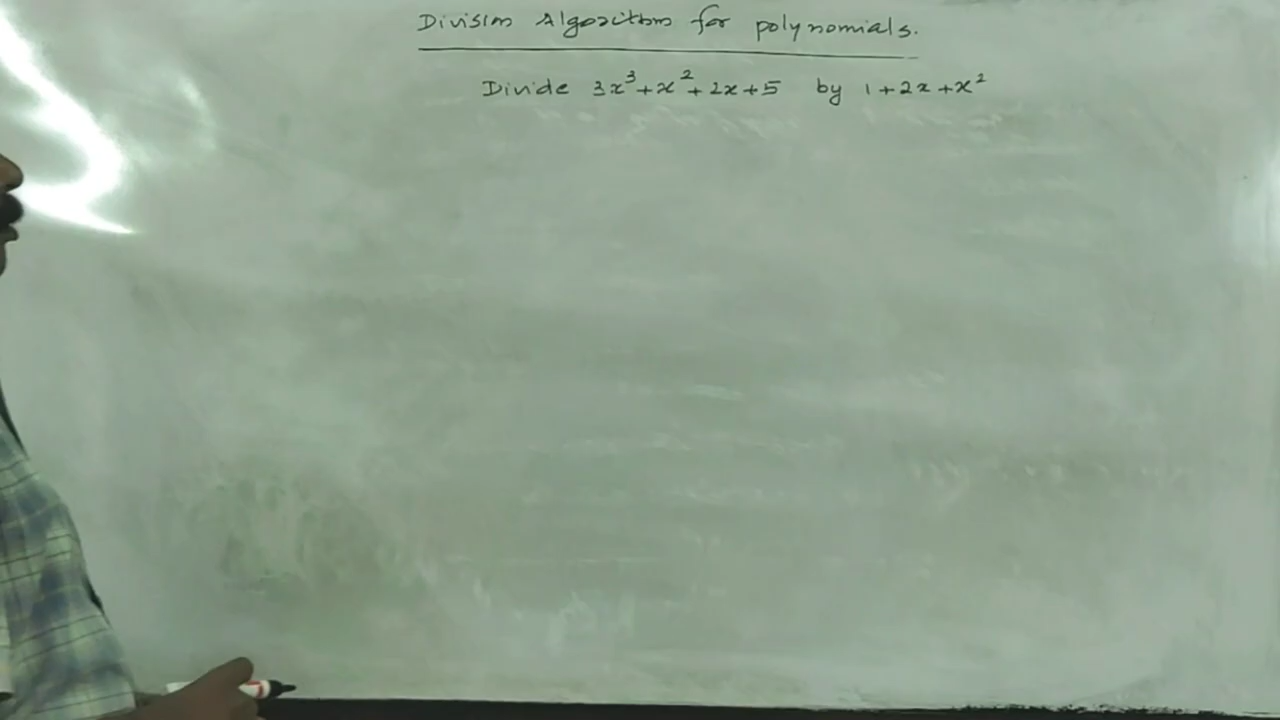 Division Algorithm for polynomials.
Divide 3x³+x²+2x+5 by 1+2x+x²